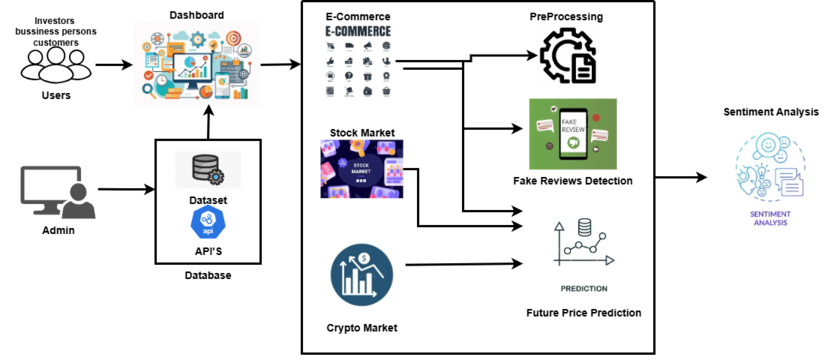 Investors
bussiness persons
customers
Users
Dashboard
Admin
Dataset
api
API'S
Database
E-Commerce
E-COMMERCE
Stock Market
STOCK
MARKET
Crypto Market
PreProcessing
FAKE
REVIEW
Fake Reviews Detection
PREDICTION
Future Price Prediction
Sentiment Analysis
SENTIMENT
ANALYSIS